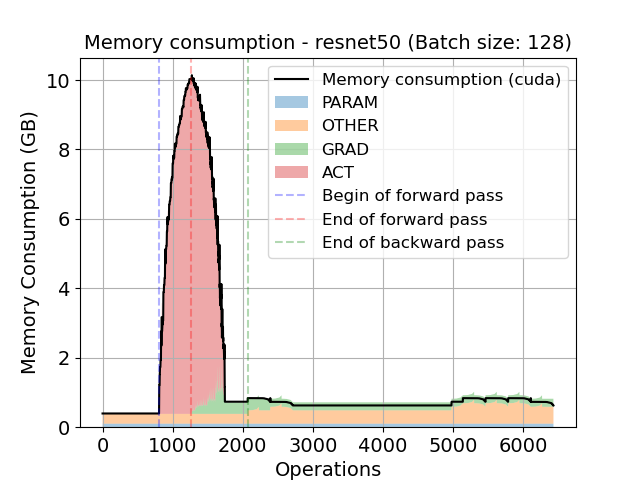 Memory consumption - resnet50 (Batch size: 128)
Memory Consumption (GB)
10
8
6
4
2
0
Memory consumption (cuda)
PARAM
OTHER
GRAD
ACT
Begin of forward pass
End of forward pass
End of backward pass
0 1000 2000 3000 4000 5000 6000
Operations